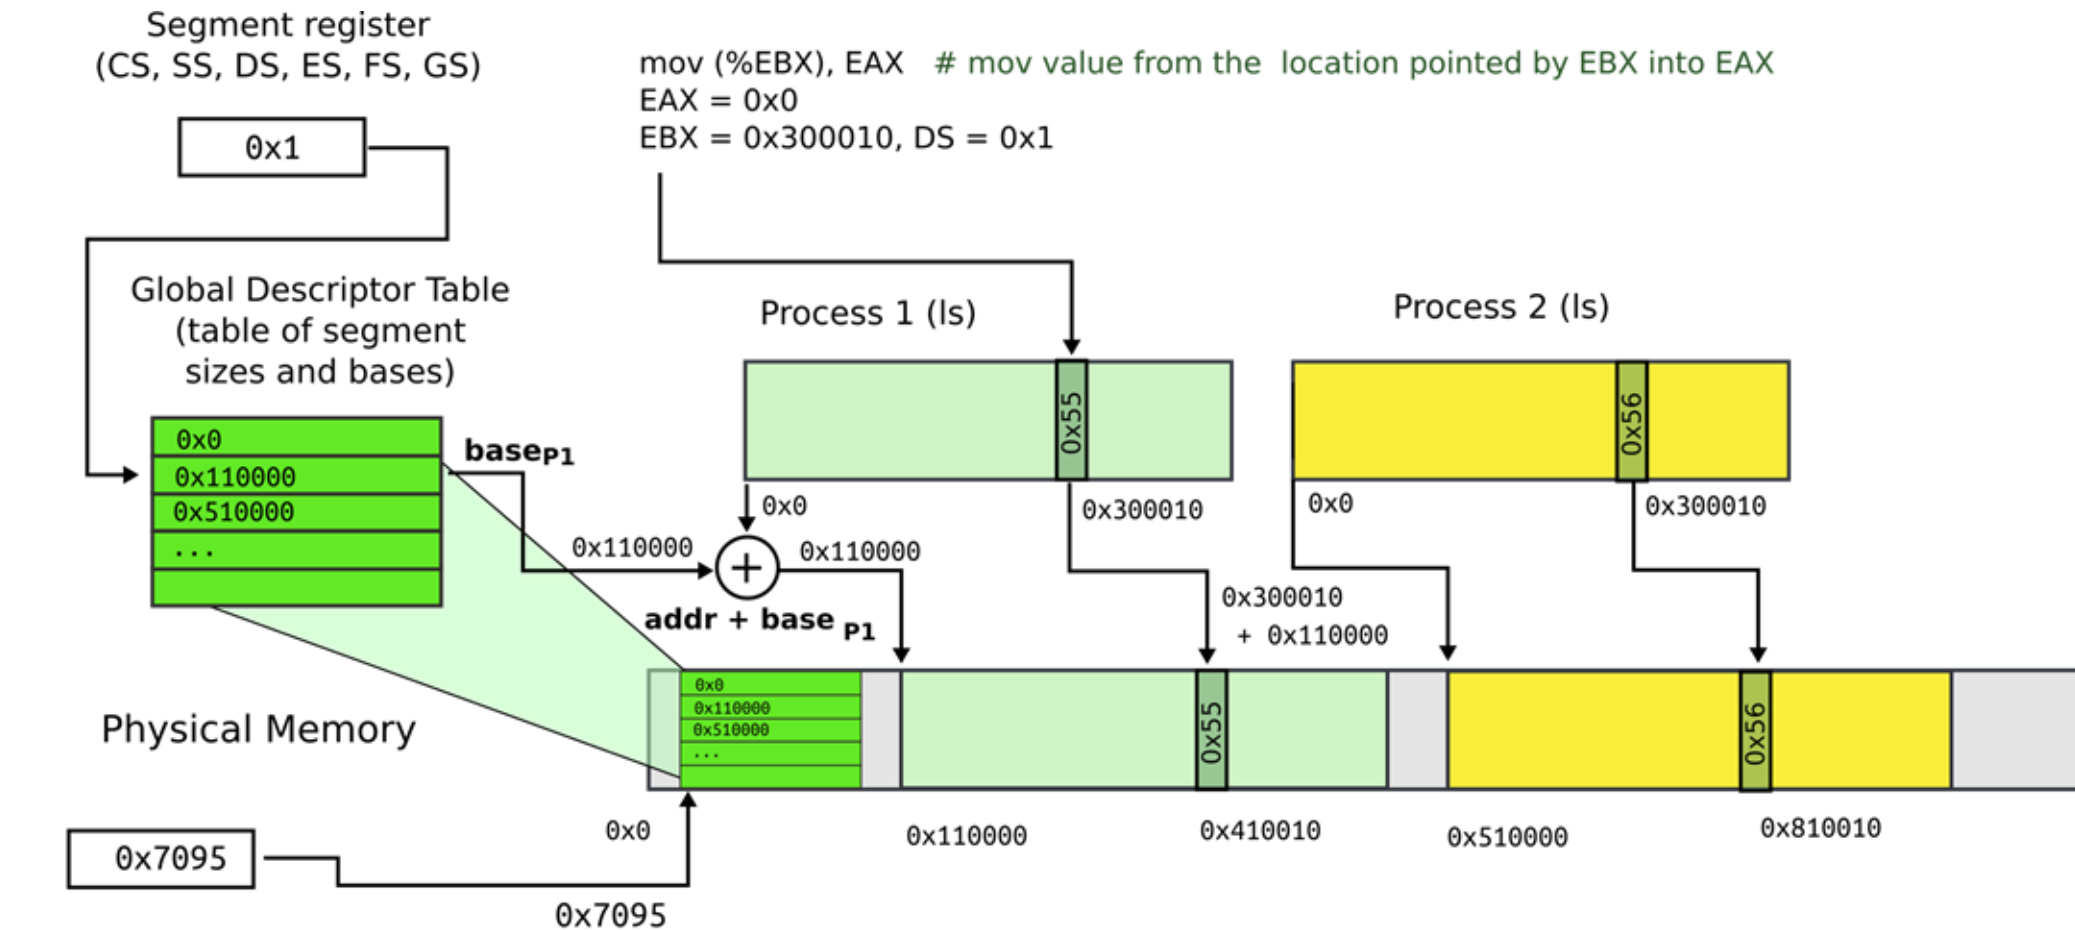 Segment register
(CS, SS, DS, ES, FS, GS)
0x1
mov (%EBX), EAX # mov value from the location pointed by EBX into EAX
EAX = 0x0
EBX = 0x300010, DS = 0x1
Global Descriptor Table
(table of segment
sizes and bases)
0x0
0x110000
0x510000
...
baseP1
Process 1 (ls)
0x55
0x0
0x300010
Process 2 (ls)
0x56
0x0
0x300010
0x110000
+
0x110000
addr + base P1
0x300010
+ 0x110000
Physical Memory
0x0
0x110000
0x510000
...
0x55
0x56
0x0
0x110000
0x410010
0x510000
0x810010
0x7095
0x7095